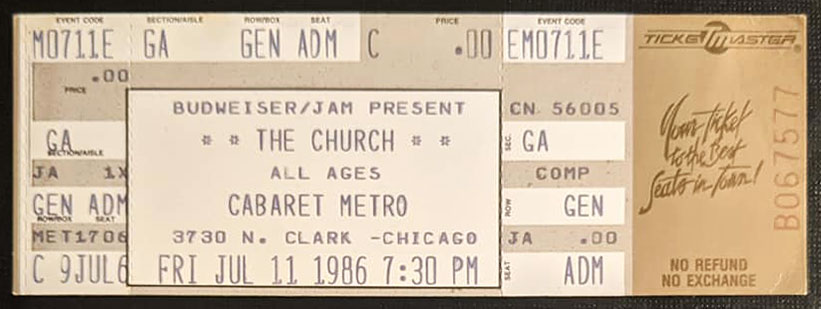 EVENT CODE SECTION/AISLE ROW/BOX SEAT PRICE EVENT CODE
M0711E GA GEN ADM C .00 EM0711E
.00
PRICE
BUDWEISER/JAM PRESENT
* * THE CHURCH * *
ALL AGES
CABARET METRO
3730 N. CLARK -CHICAGO
FRI JUL 11 1986 7:30 PM
GA
SECTION/AISLE
JA 1X
GEN ADM
ROW/BOX SEAT
MET1706
C 9JUL6
CN 56005
SEC. GA
COMP
ROW GEN
JA .00
SEAT ADM
TICKETMASTER®
Your Ticket
to the Best
Seats in Town!
NO REFUND
NO EXCHANGE
B067577